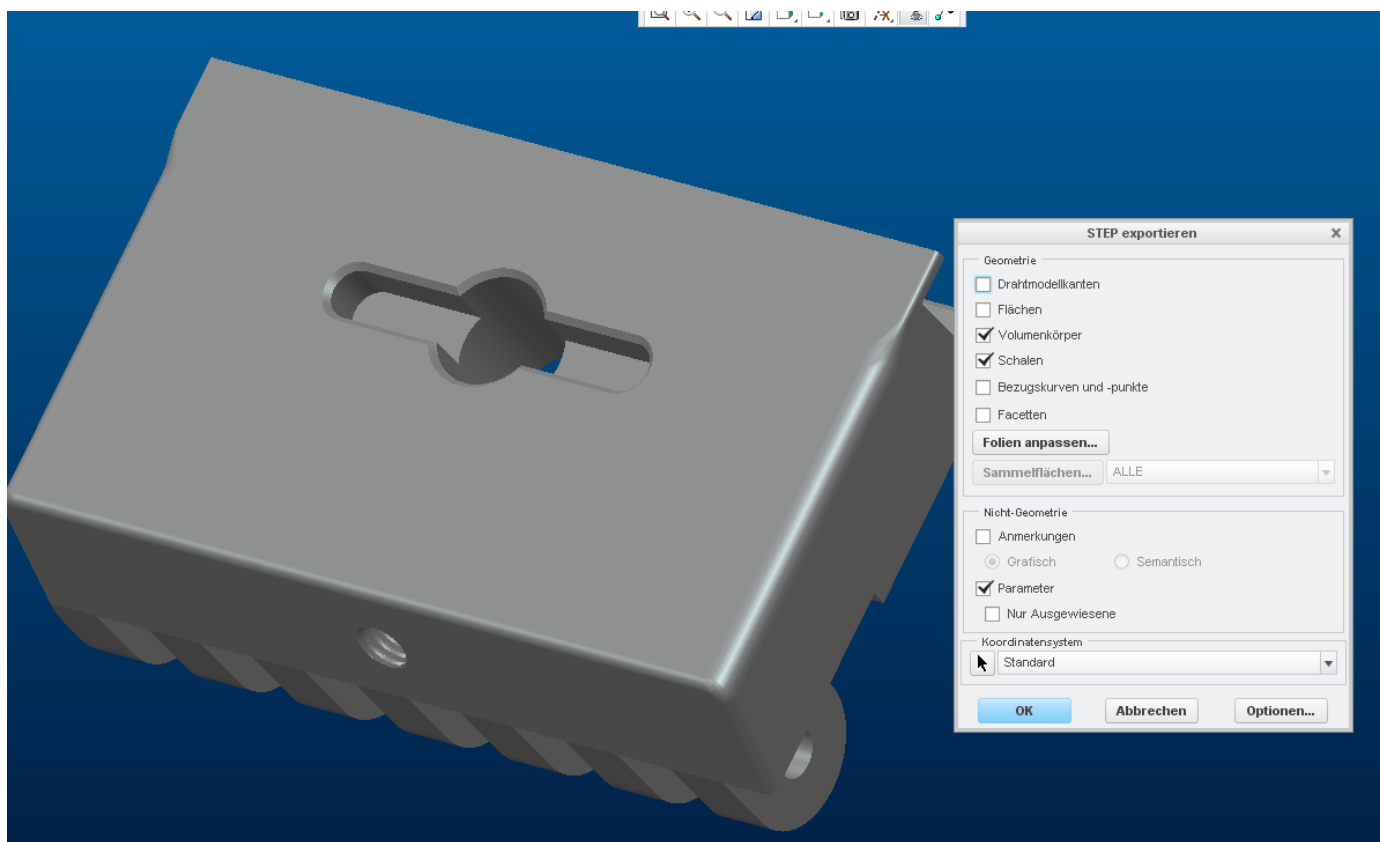 STEP exportieren
Geometrie
Drahtmodellkanten
Flächen
Volumenkörper
Schalen
Bezugskurven und -punkte
Facetten
Folien anpassen...
Sammelflächen... ALLE
Nicht-Geometrie
Anmerkungen
Grafisch Semantisch
Parameter
Nur Ausgewiesene
Koordinatensystem
Standard
OK Abbrechen Optionen...